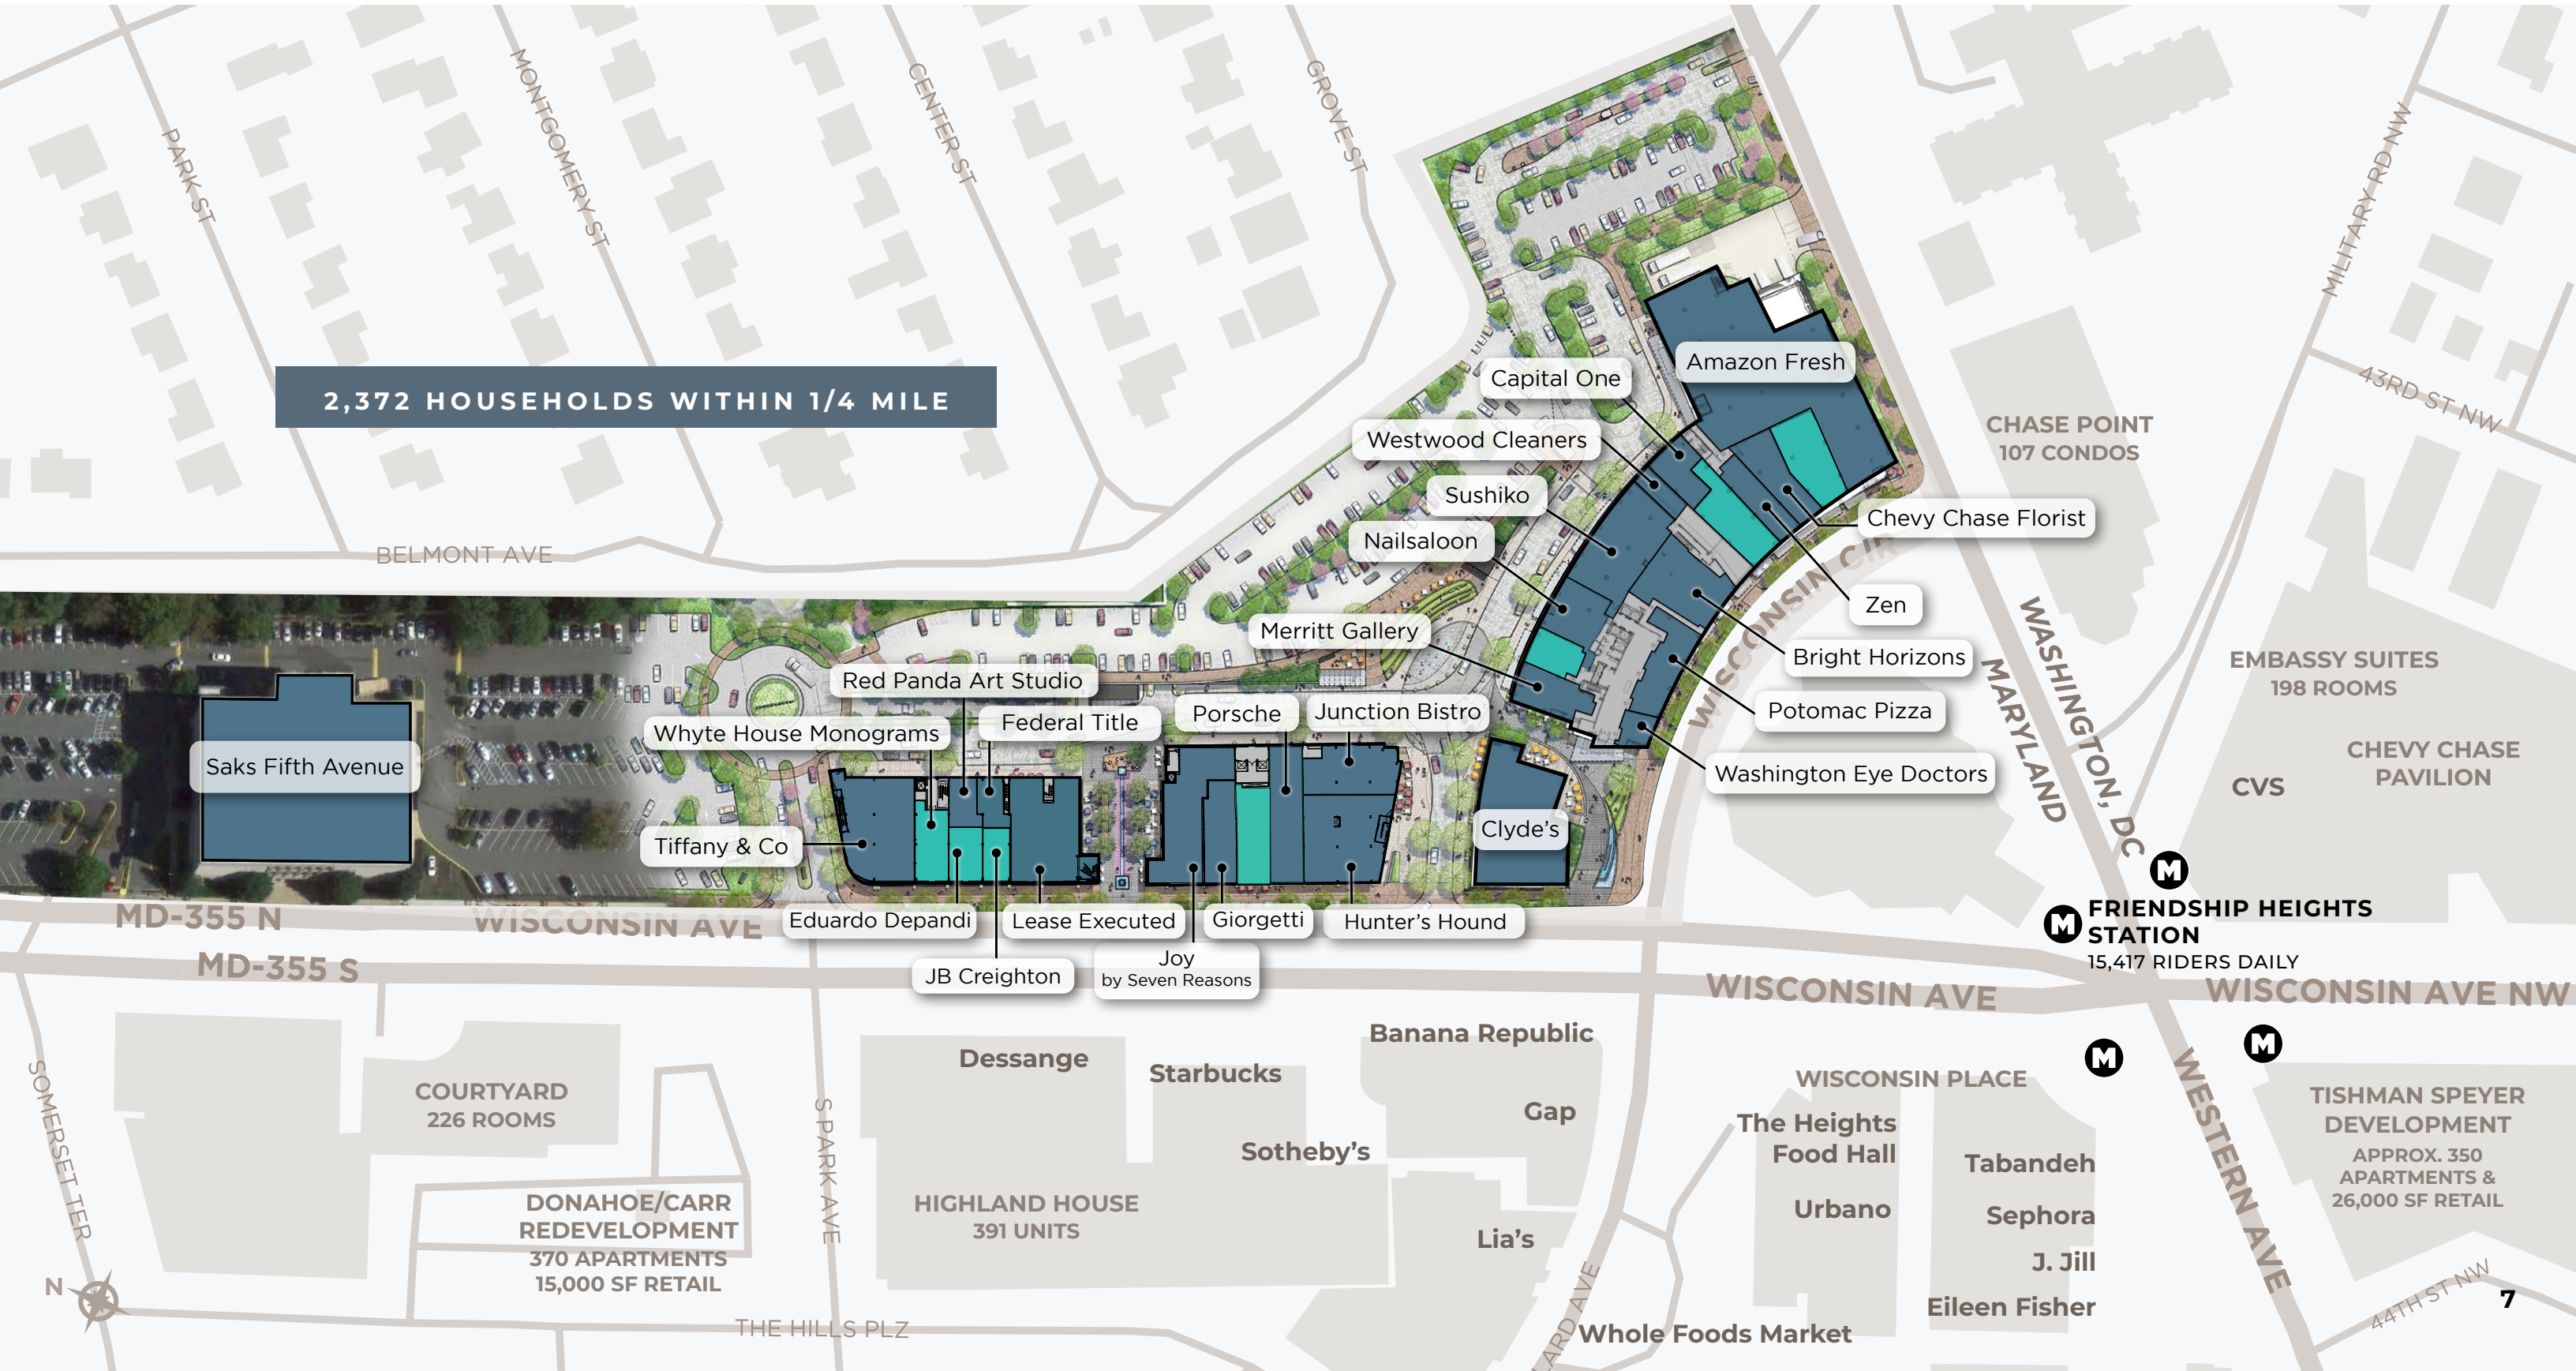 PARK ST
MONTGOMERY ST
CENTER ST
GROVE ST
MILITARY RD NW
43RD ST NW
2,372 HOUSEHOLDS WITHIN 1/4 MILE
BELMONT AVE
Amazon Fresh
Capital One
Westwood Cleaners
Sushiko
Nailsaloon
Merritt Gallery
Chevy Chase Florist
Zen
Bright Horizons
Potomac Pizza
Washington Eye Doctors
WISCONSIN CIR
WASHINGTON, DC
MARYLAND
CHASE POINT
107 CONDOS
EMBASSY SUITES
198 ROOMS
CHEVY CHASE
PAVILION
CVS
Red Panda Art Studio
Federal Title
Whyte House Monograms
Porsche
Junction Bistro
Saks Fifth Avenue
Tiffany & Co
Clyde's
Eduardo Depandi
Lease Executed
Giorgetti
Hunter's Hound
JB Creighton
Joy
by Seven Reasons
MD-355 N
WISCONSIN AVE
MD-355 S
M
M
FRIENDSHIP HEIGHTS
STATION
15,417 RIDERS DAILY
WISCONSIN AVE
WISCONSIN AVE NW
M
M
SOMERSET TER
COURTYARD
226 ROOMS
DONAHOE/CARR
REDEVELOPMENT
370 APARTMENTS
15,000 SF RETAIL
S PARK AVE
Dessange
Starbucks
Banana Republic
Gap
Sotheby's
HIGHLAND HOUSE
391 UNITS
Lia's
WISCONSIN PLACE
The Heights
Food Hall
Urbano
Tabandeh
Sephora
J. Jill
Eileen Fisher
Whole Foods Market
WESTERN AVE
TISHMAN SPEYER
DEVELOPMENT
APPROX. 350
APARTMENTS &
26,000 SF RETAIL
44TH ST NW
N
THE HILLS PLZ
AVE
7